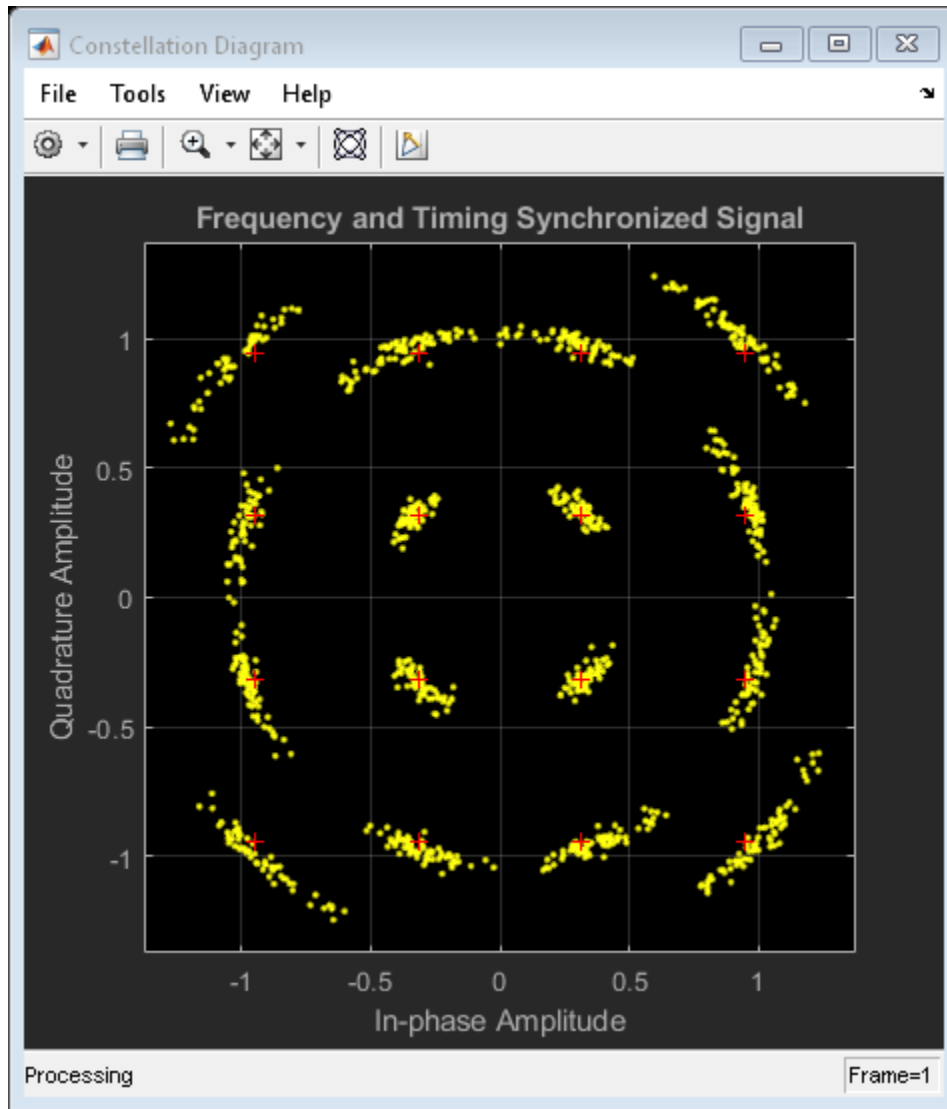 Constellation Diagram
File Tools View Help
Frequency and Timing Synchronized Signal
1
0.5
0
-0.5
-1
Quadrature Amplitude
-1 -0.5 0 0.5 1
In-phase Amplitude
Processing Frame=1